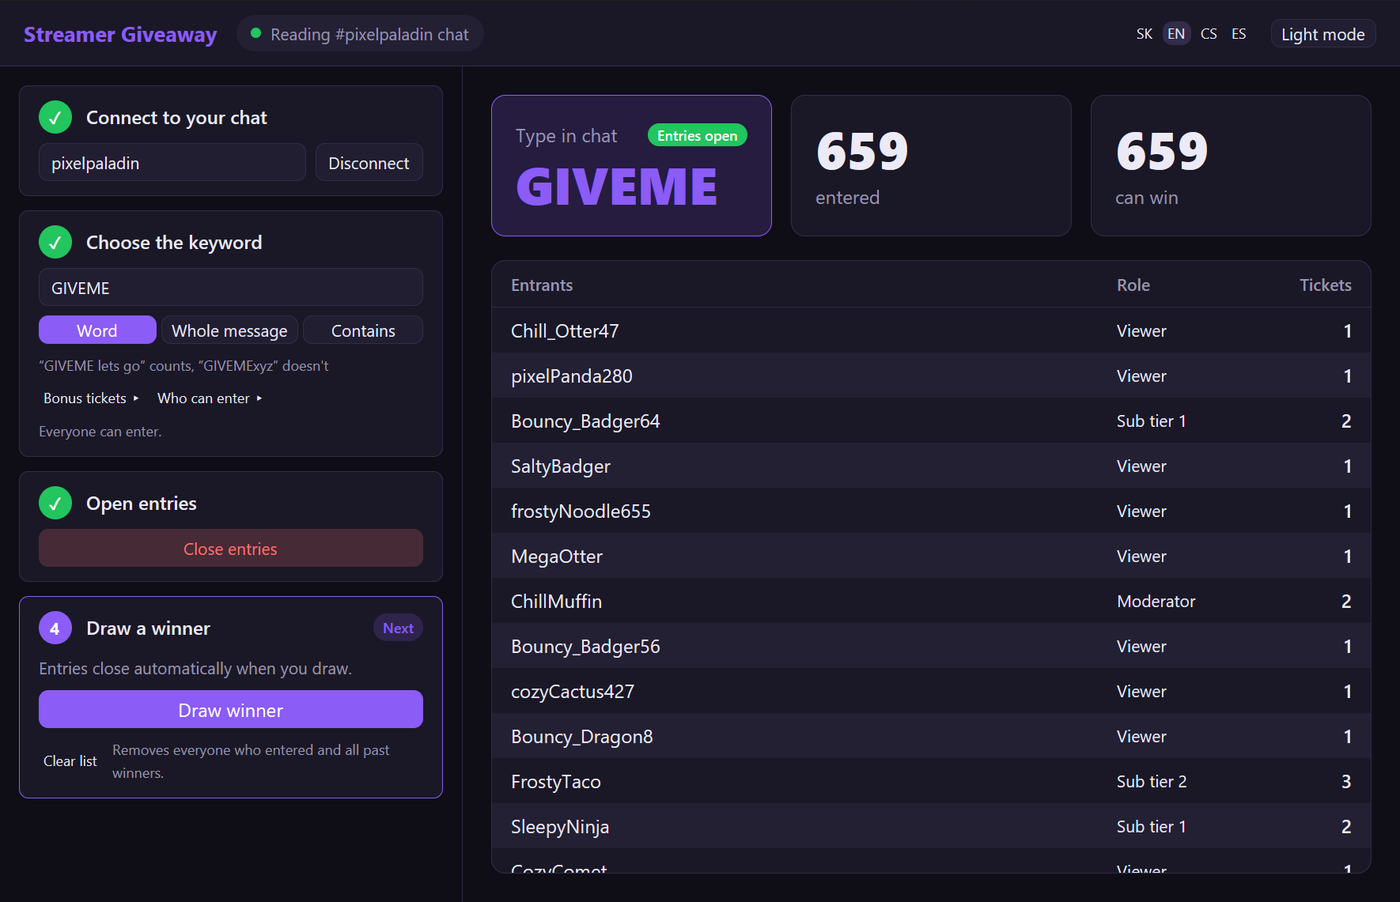 Streamer Giveaway
Reading #pixelpaladin chat
SK EN CS ES
Light mode
Connect to your chat
pixelpaladin
Disconnect
Choose the keyword
GIVEME
Word
Whole message
Contains
“GIVEME lets go” counts, “GIVEMExyz” doesn't
Bonus tickets ▸ Who can enter ▸
Everyone can enter.
Open entries
Close entries
4 Draw a winner
Next
Entries close automatically when you draw.
Draw winner
Clear list
Removes everyone who entered and all past
winners.
Type in chat
Entries open
GIVEME
659
entered
659
can win
Entrants Role Tickets
Chill_Otter47 Viewer 1
pixelPanda280 Viewer 1
Bouncy_Badger64 Sub tier 1 2
SaltyBadger Viewer 1
frostyNoodle655 Viewer 1
MegaOtter Viewer 1
ChillMuffin Moderator 2
Bouncy_Badger56 Viewer 1
cozyCactus427 Viewer 1
Bouncy_Dragon8 Viewer 1
FrostyTaco Sub tier 2 3
SleepyNinja Sub tier 1 2
CozyComet Viewer 1